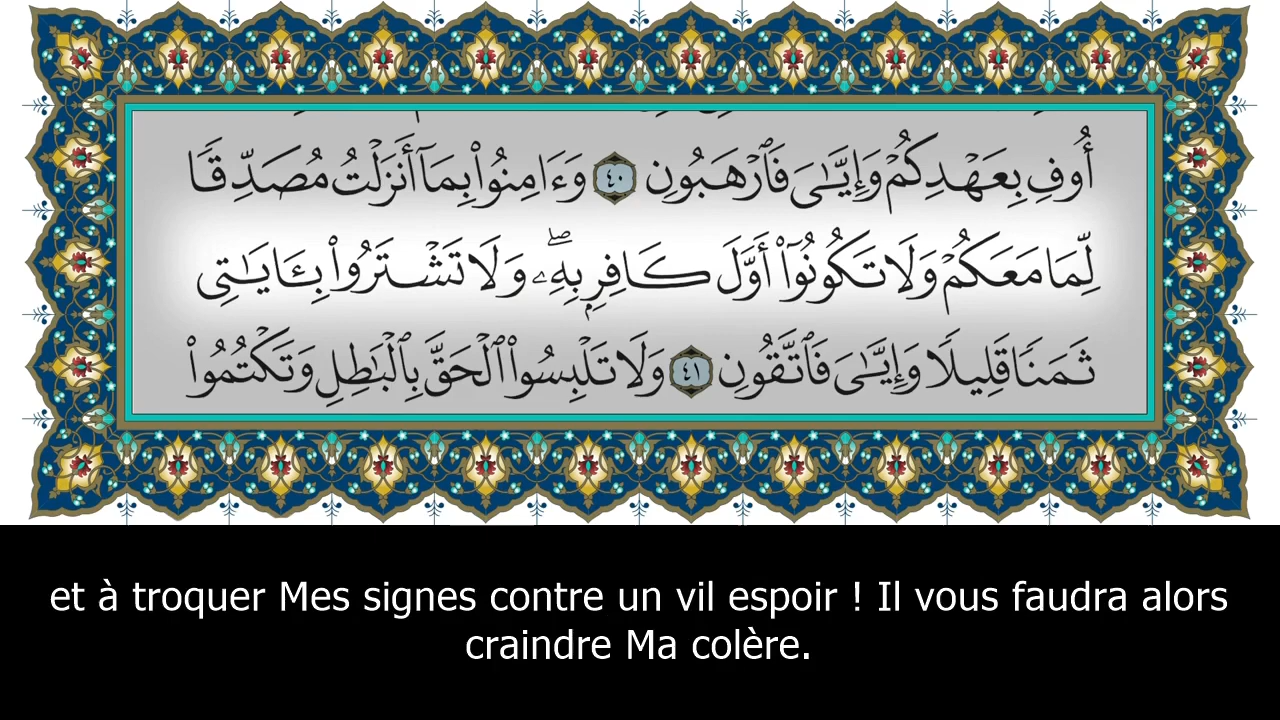 أُوفِ بِعَهْدِكُمْ وَإِيَّـٰىَ فَٱرْهَبُونِ ٤٠ وَءَامِنُوا۟ بِمَآ أَنزَلْتُ مُصَدِّقًا
لِّمَا مَعَكُمْ وَلَا تَكُونُوٓا۟ أَوَّلَ كَافِرٍۭ بِهِۦ ۖ وَلَا تَشْتَرُوا۟ بِـَٔايَـٰتِى
ثَمَنًا قَلِيلًا وَإِيَّـٰىَ فَٱتَّقُونِ ٤١ وَلَا تَلْبِسُوا۟ ٱلْحَقَّ بِٱلْبَـٰطِلِ وَتَكْتُمُوا۟
et à troquer Mes signes contre un vil espoir ! Il vous faudra alors
craindre Ma colère.